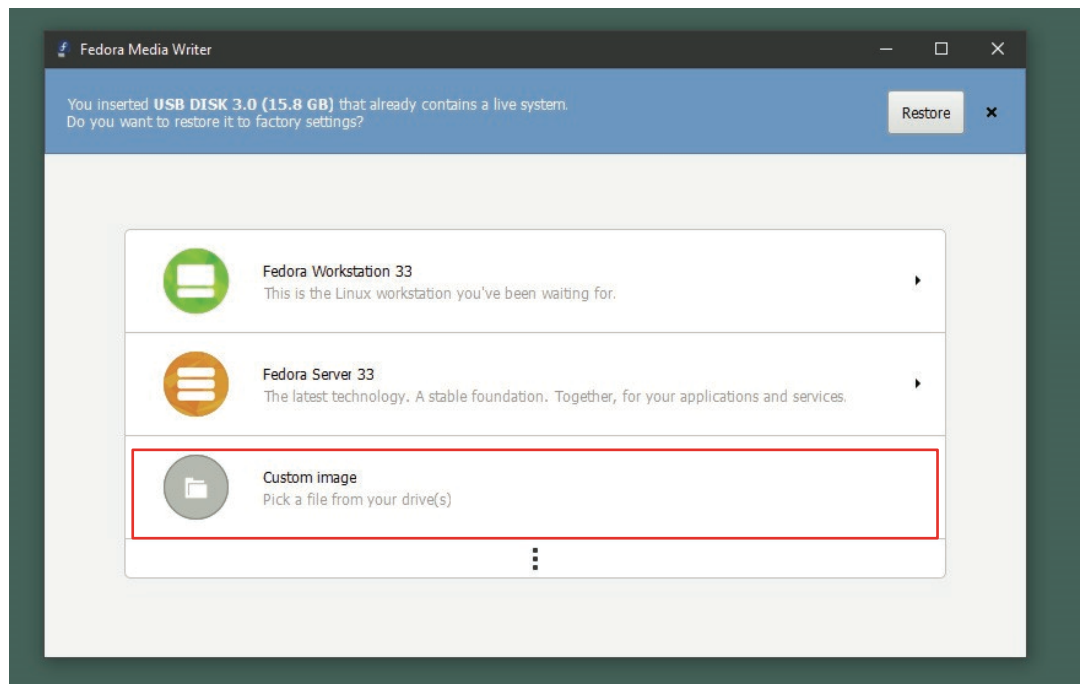 Fedora Media Writer
You inserted USB DISK 3.0 (15.8 GB) that already contains a live system.
Do you want to restore it to factory settings?
Restore
Fedora Workstation 33
This is the Linux workstation you've been waiting for.
Fedora Server 33
The latest technology. A stable foundation. Together, for your applications and services.
Custom image
Pick a file from your drive(s)